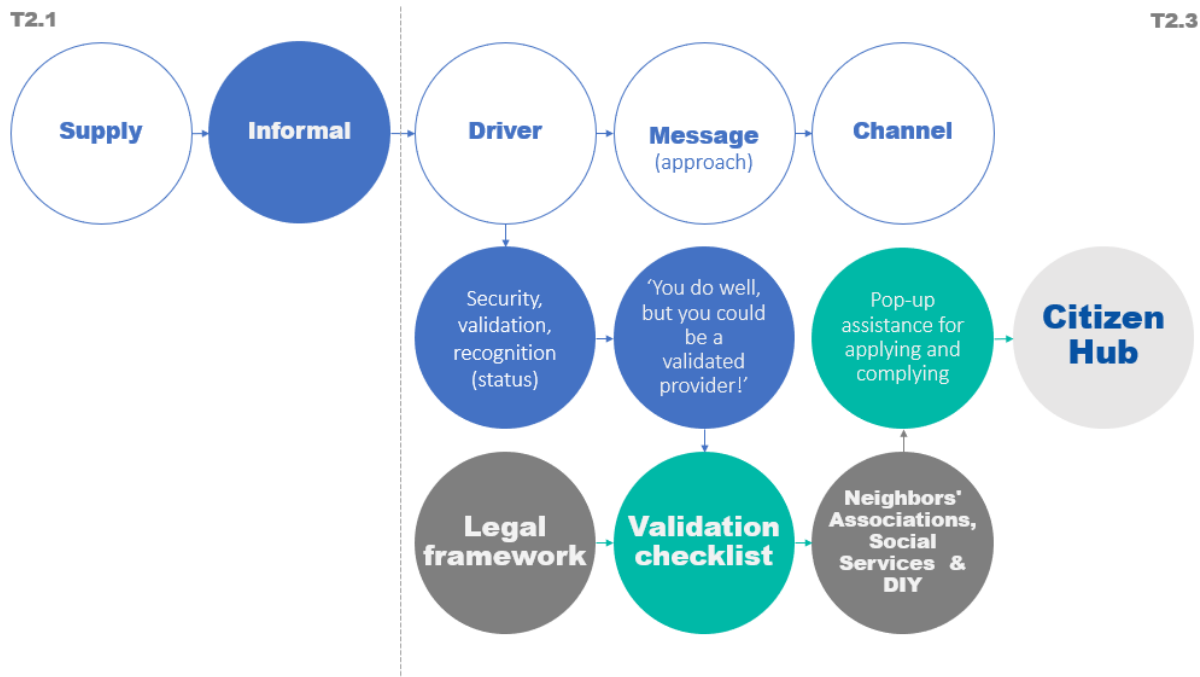 T2.1
T2.3
Supply
Informal
Driver
Message
(approach)
Channel
Security,
validation,
recognition
(status)
‘You do well,
but you could
be a
validated
provider!’
Pop-up
assistance for
applying and
complying
Citizen
Hub
Legal
framework
Validation
checklist
Neighbors'
Associations,
Social
Services &
DIY